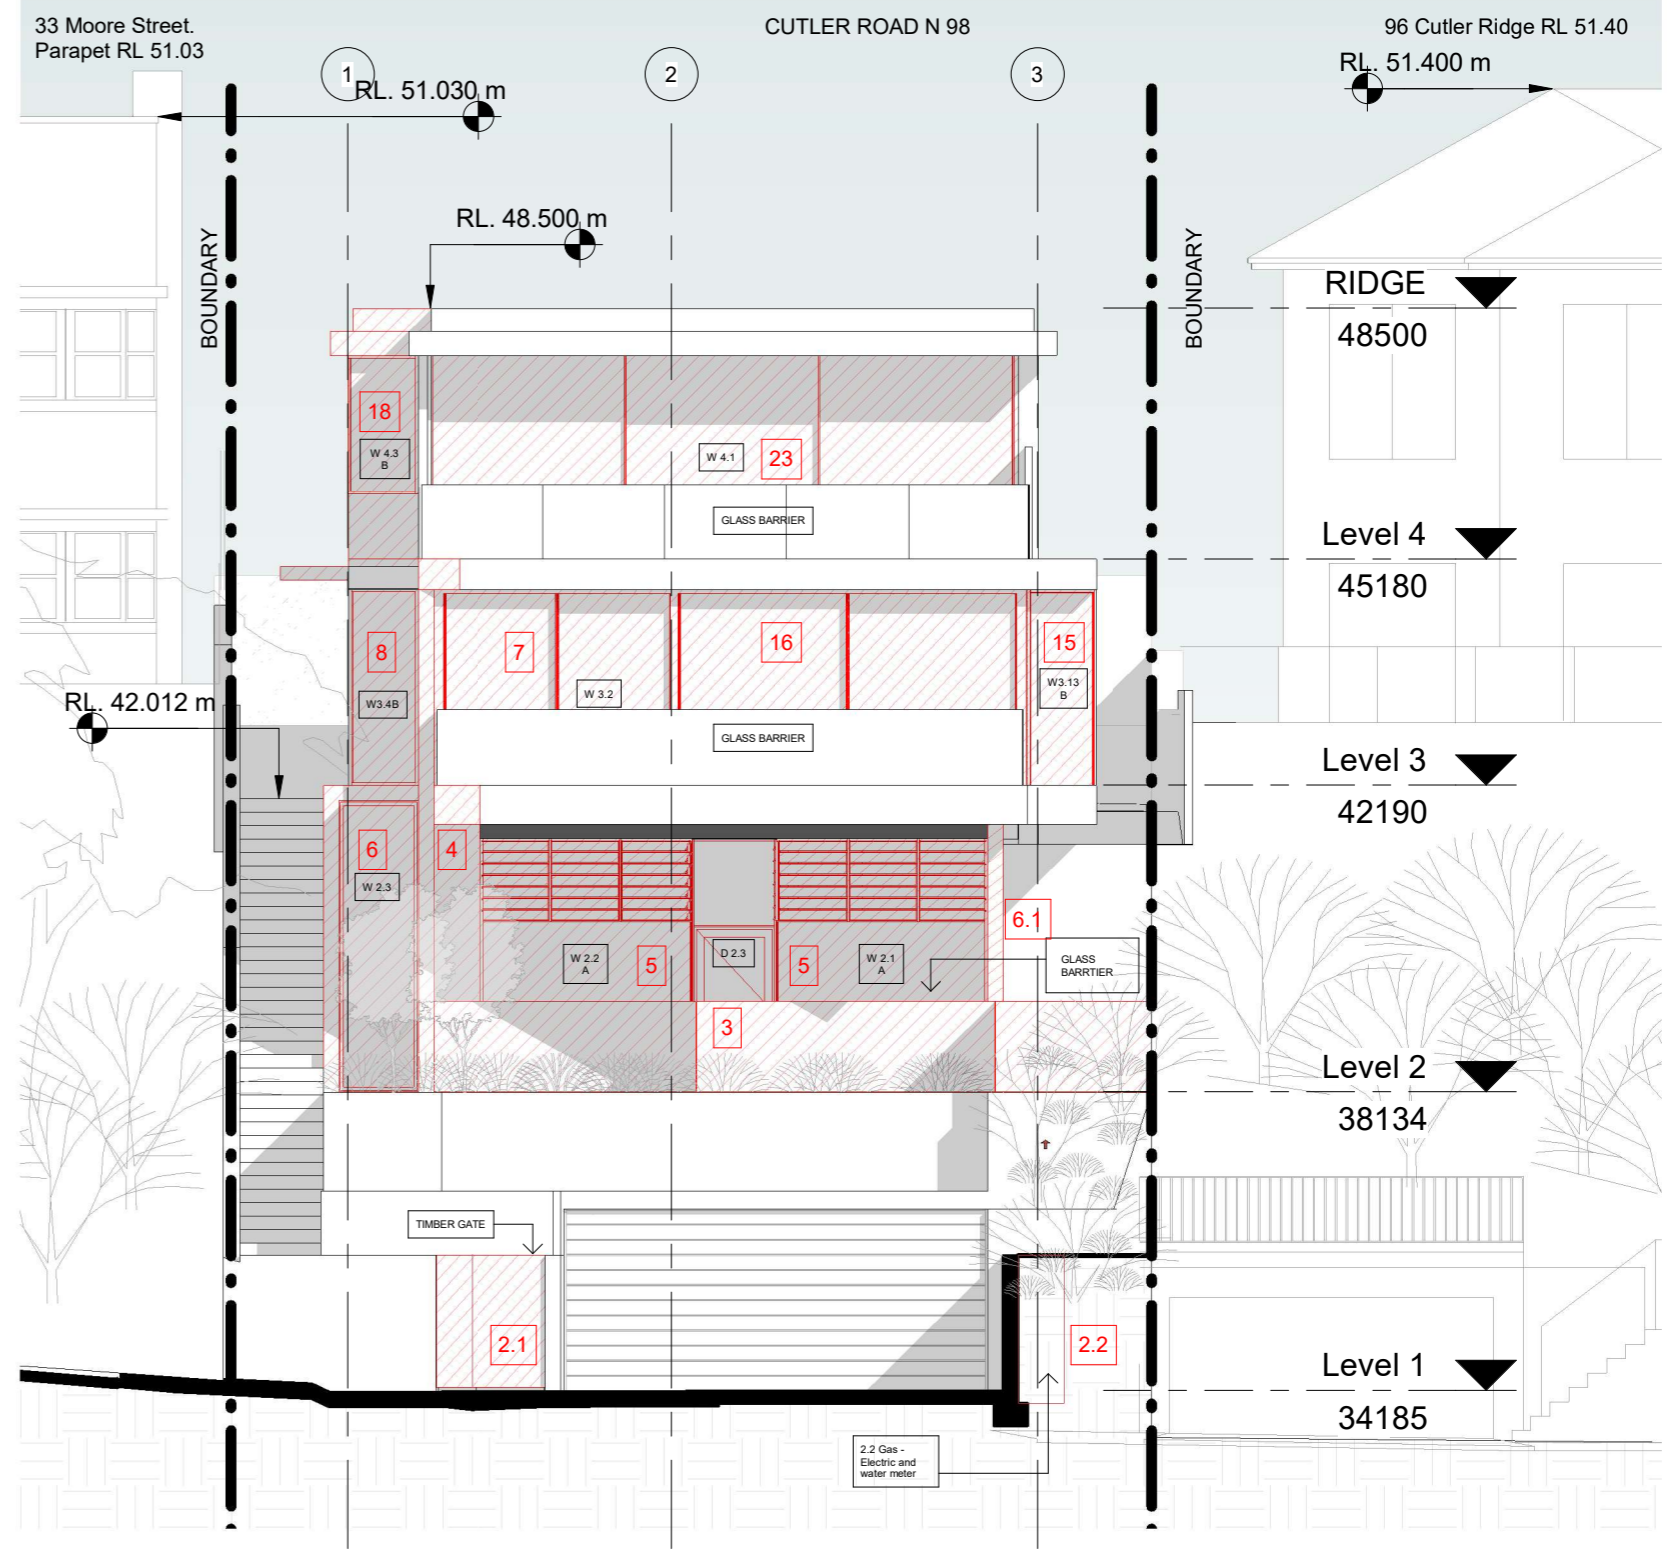 33 Moore Street.
Parapet RL 51.03
CUTLER ROAD N 98
96 Cutler Ridge RL 51.40
1
2
3
RL. 51.030 m
RL. 51.400 m
RL. 48.500 m
BOUNDARY
BOUNDARY
RIDGE
48500
18
W 4.3
B
W 4.1
23
GLASS BARRIER
Level 4
45180
8
7
16
15
W3.4B
W 3.2
W3.13
B
RL. 42.012 m
GLASS BARRIER
Level 3
42190
6
4
W 2.3
6.1
W 2.2
A
5
D 2.3
5
W 2.1
A
GLASS
BARRTIER
3
Level 2
38134
TIMBER GATE
2.1
2.2
Level 1
34185
2.2 Gas -
Electric and
water meter